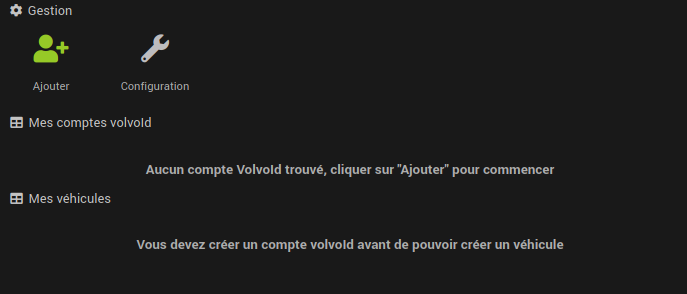 Gestion
Ajouter
Configuration
Mes comptes volvoId
Aucun compte VolvoId trouvé, cliquer sur "Ajouter" pour commencer
Mes véhicules
Vous devez créer un compte volvoId avant de pouvoir créer un véhicule